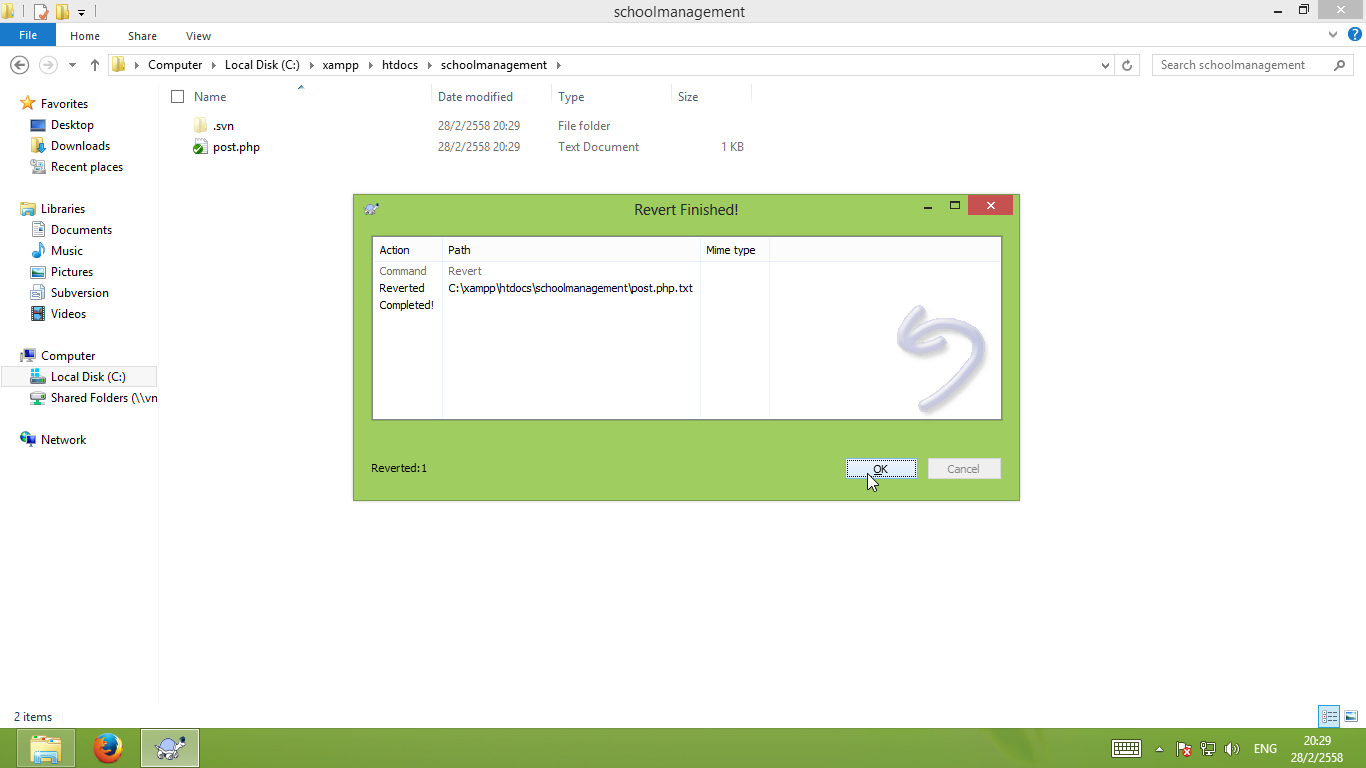 schoolmanagement
File Home Share View
Computer Local Disk (C:) xampp htdocs schoolmanagement Search schoolmanagement
Name Date modified Type Size
Favorites
Desktop
Downloads
Recent places
Libraries
Documents
Music
Pictures
Subversion
Videos
Computer
Local Disk (C:)
Shared Folders (\\vn
Network
.svn 28/2/2558 20:29 File folder
post.php 28/2/2558 20:29 Text Document 1 KB
Revert Finished!
Action Path Mime type
Command Revert
Reverted C:\xampp\htdocs\schoolmanagement\post.php.txt
Completed!
Reverted:1
OK Cancel
2 items
ENG
20:29
28/2/2558